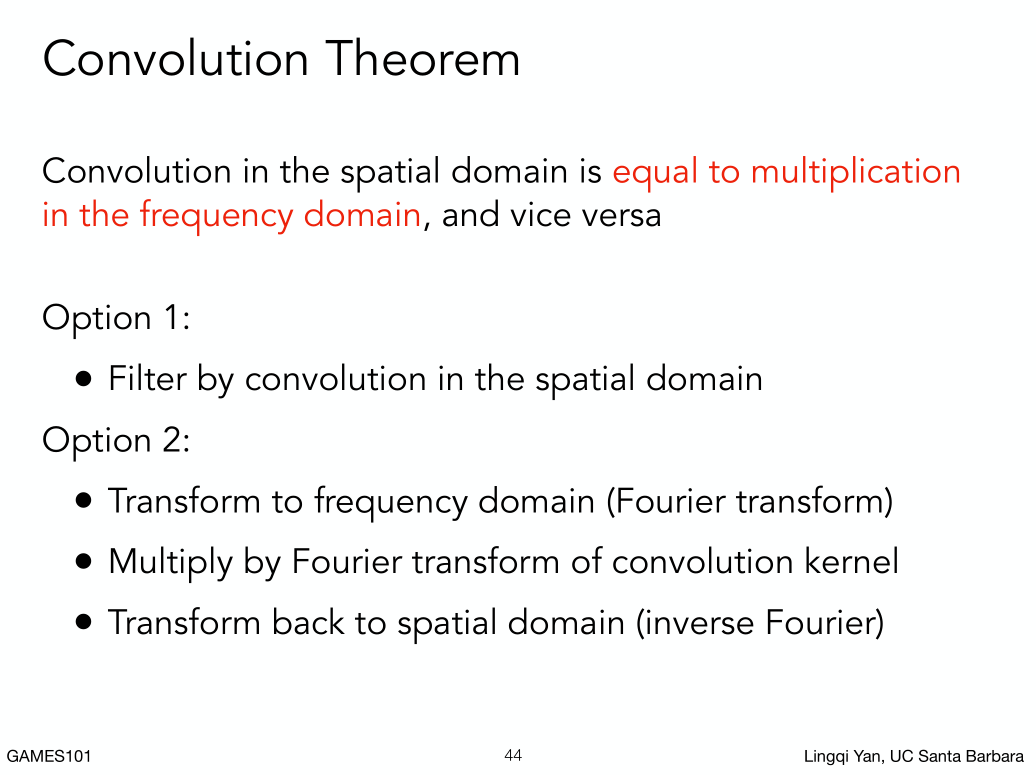 Convolution Theorem
Convolution in the spatial domain is equal to multiplication
in the frequency domain, and vice versa
Option 1:
• Filter by convolution in the spatial domain
Option 2:
• Transform to frequency domain (Fourier transform)
• Multiply by Fourier transform of convolution kernel
• Transform back to spatial domain (inverse Fourier)
GAMES101
44
Lingqi Yan, UC Santa Barbara